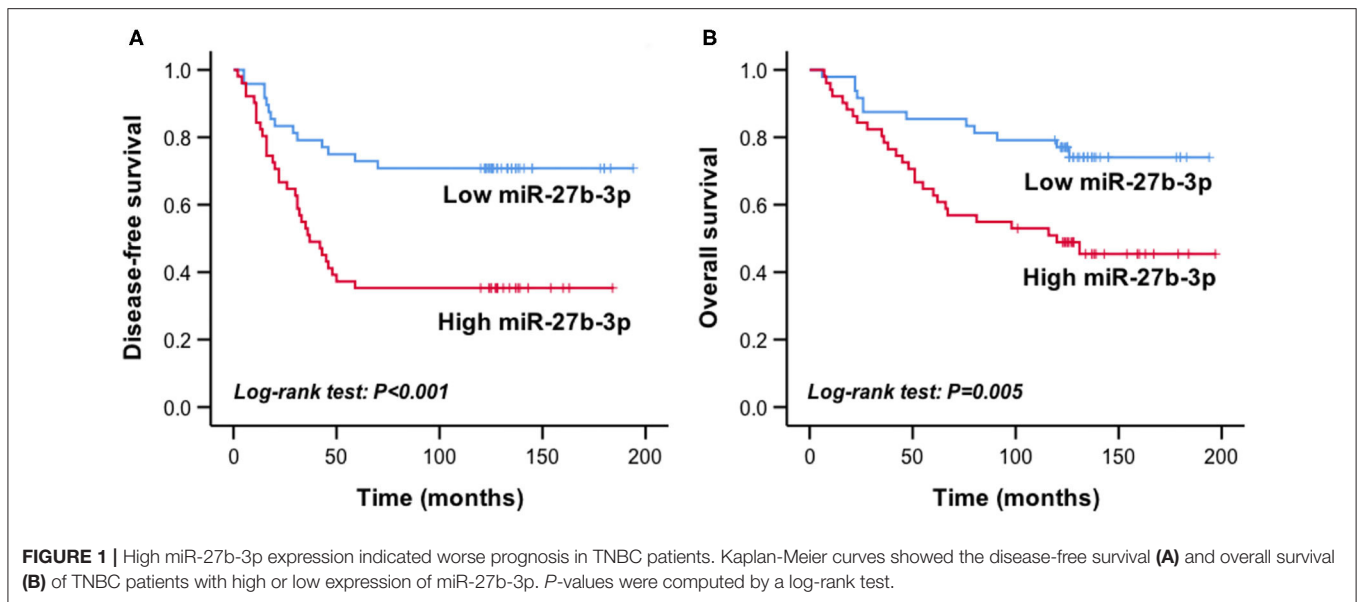 A
Disease-free survival
1.0
0.8
0.6
0.4
0.2
0.0
Low miR-27b-3p
High miR-27b-3p
Log-rank test: P<0.001
0 50 100 150 200
Time (months)
B
Overall survival
1.0
0.8
0.6
0.4
0.2
0.0
Low miR-27b-3p
High miR-27b-3p
Log-rank test: P=0.005
0 50 100 150 200
Time (months)
FIGURE 1 | High miR-27b-3p expression indicated worse prognosis in TNBC patients. Kaplan-Meier curves showed the disease-free survival (A) and overall survival
(B) of TNBC patients with high or low expression of miR-27b-3p. P-values were computed by a log-rank test.